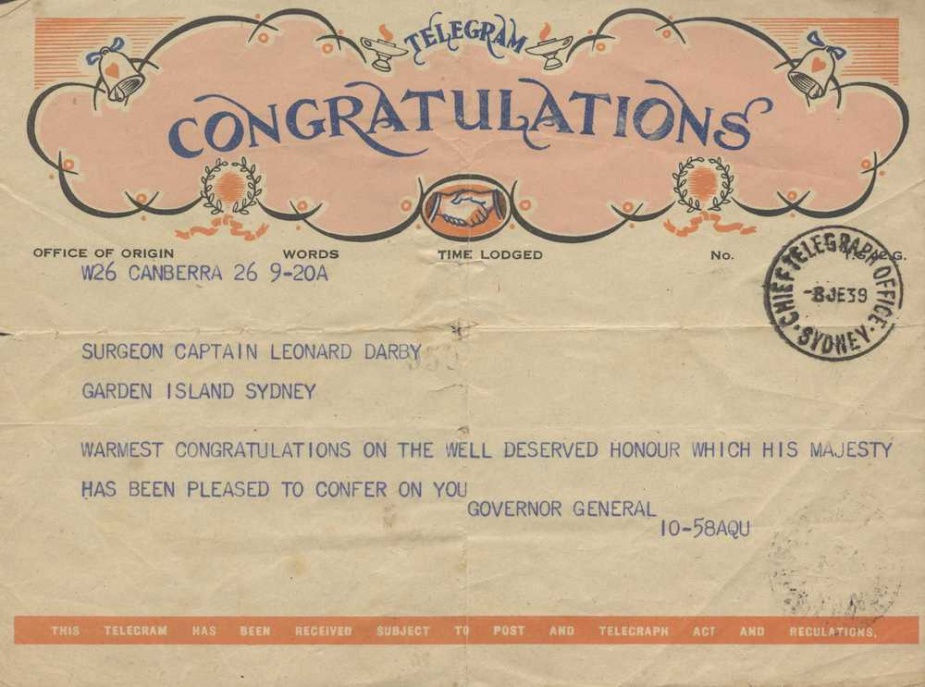 TELEGRAM
CONGRATULATIONS
OFFICE OF ORIGIN WORDS TIME LODGED No.
W26 CANBERRA 26 9-20A
CHIEF TELEGRAPH OFFICE
-8JE39
SYDNEY
SURGEON CAPTAIN LEONARD DARBY
GARDEN ISLAND SYDNEY
WARMEST CONGRATULATIONS ON THE WELL DESERVED HONOUR WHICH HIS MAJESTY
HAS BEEN PLEASED TO CONFER ON YOU
GOVERNOR GENERAL
10-58AQU
THIS TELEGRAM HAS BEEN RECEIVED SUBJECT TO POST AND TELEGRAPH ACT AND REGULATIONS.